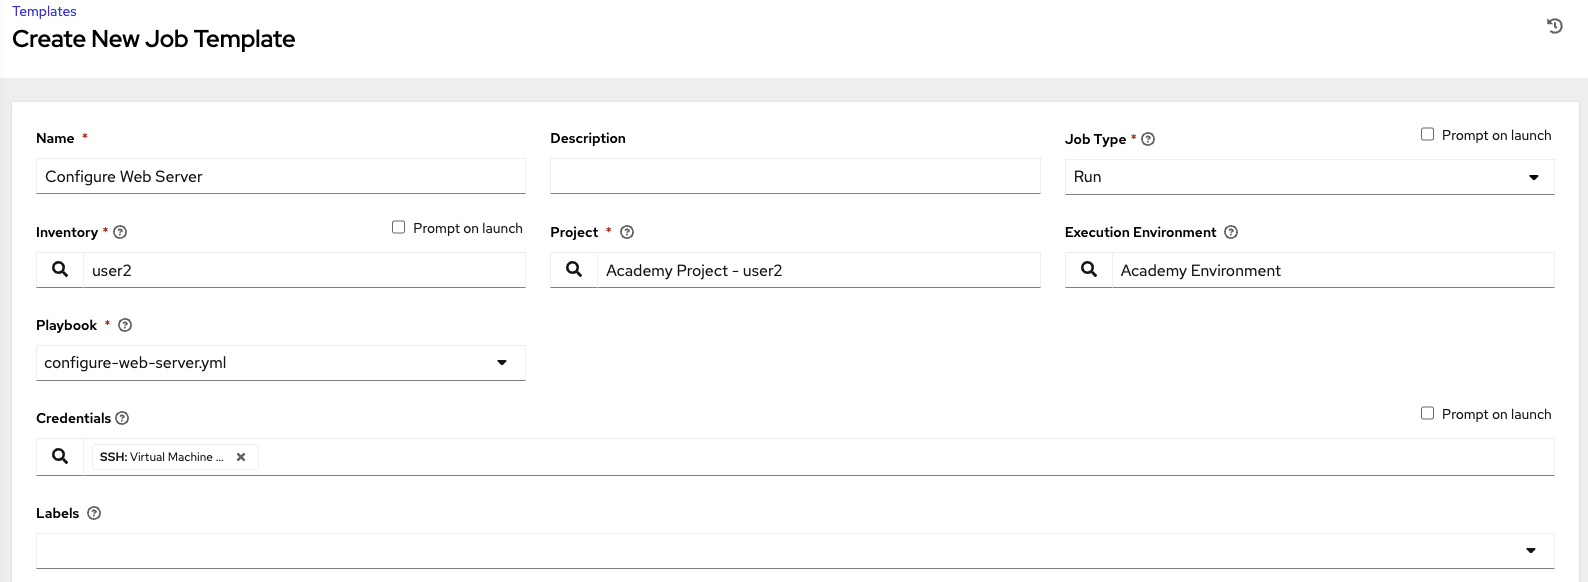 Templates
Create New Job Template
Name *
Description
Job Type *
Prompt on launch
Configure Web Server
Run
Inventory *
Prompt on launch
Project *
Execution Environment
user2
Academy Project - user2
Academy Environment
Playbook *
configure-web-server.yml
Credentials
Prompt on launch
SSH: Virtual Machine ...
Labels